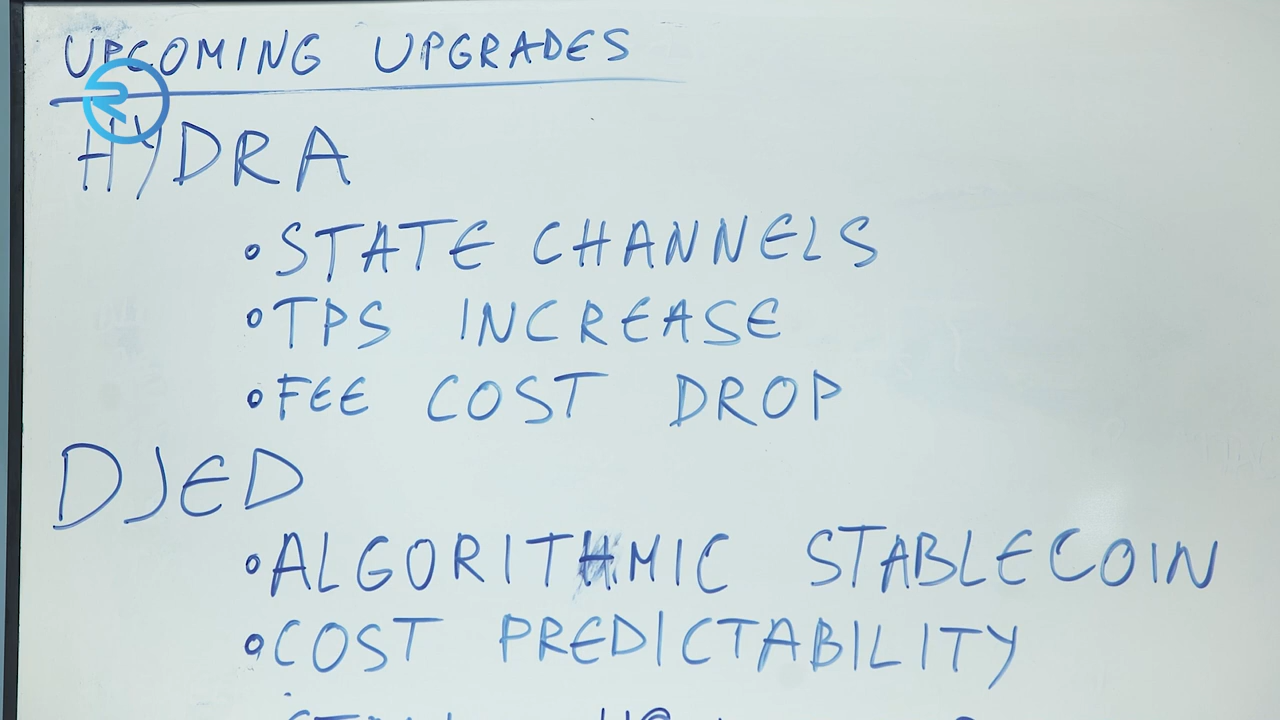 UPCOMING UPGRADES
HYDRA
• STATE CHANNELS
• TPS INCREASE
• FEE COST DROP
DJED
• ALGORITHMIC STABLECOIN
• COST PREDICTABILITY